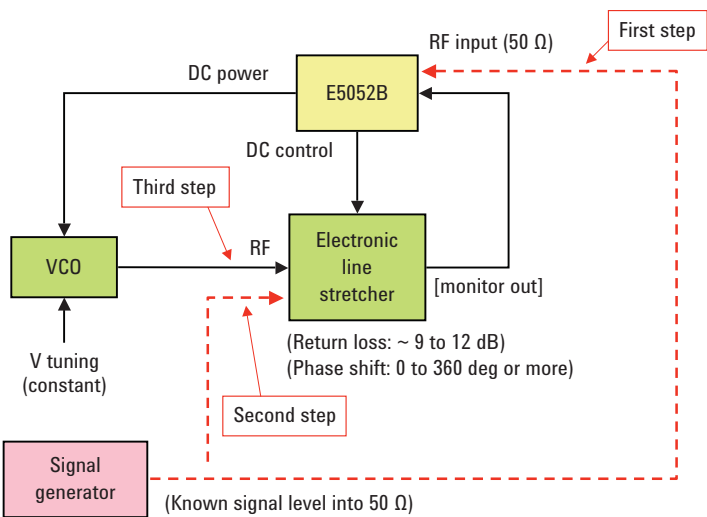 First step
RF input (50 Ω)
DC power
E5052B
DC control
Third step
VCO
RF
Electronic
line
stretcher
[monitor out]
V tuning
(constant)
(Return loss: ~ 9 to 12 dB)
(Phase shift: 0 to 360 deg or more)
Second step
Signal
generator
(Known signal level into 50 Ω)